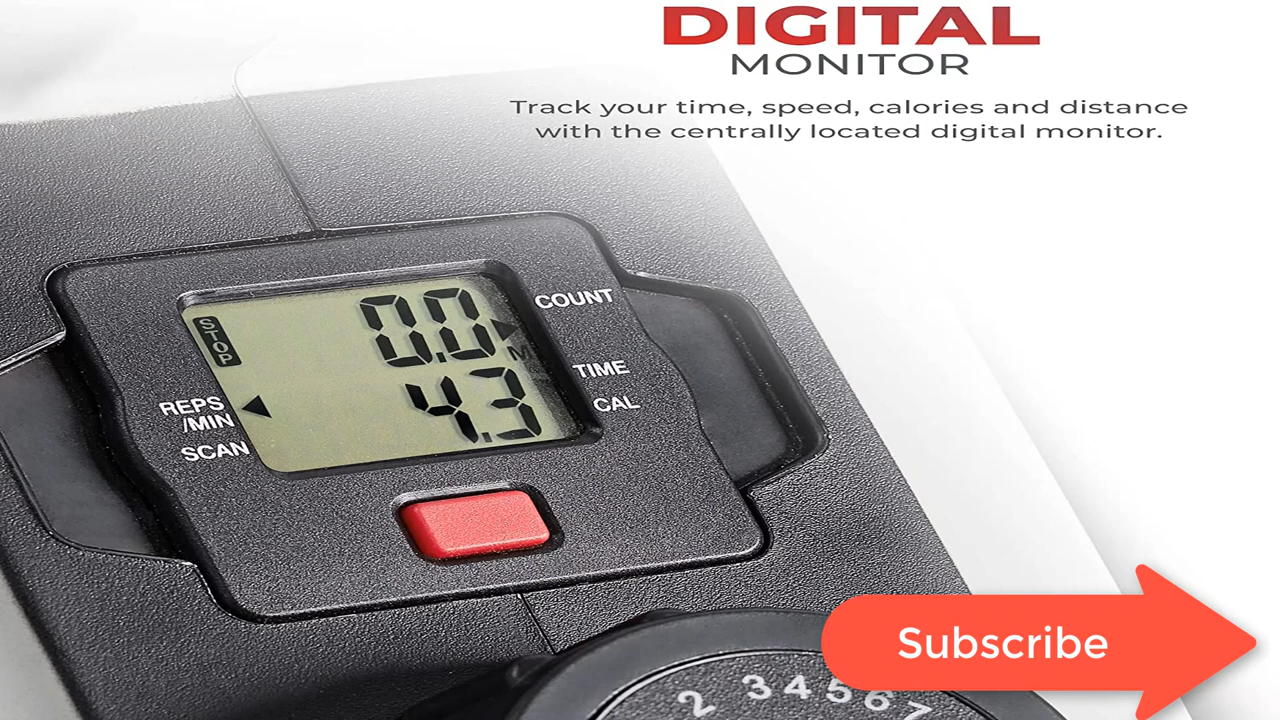 DIGITAL
MONITOR
Track your time, speed, calories and distance
with the centrally located digital monitor.
STOP
0.0
M
4.3
COUNT
TIME
CAL
REPS
/MIN
SCAN
Subscribe
2 3 4 5 6 7